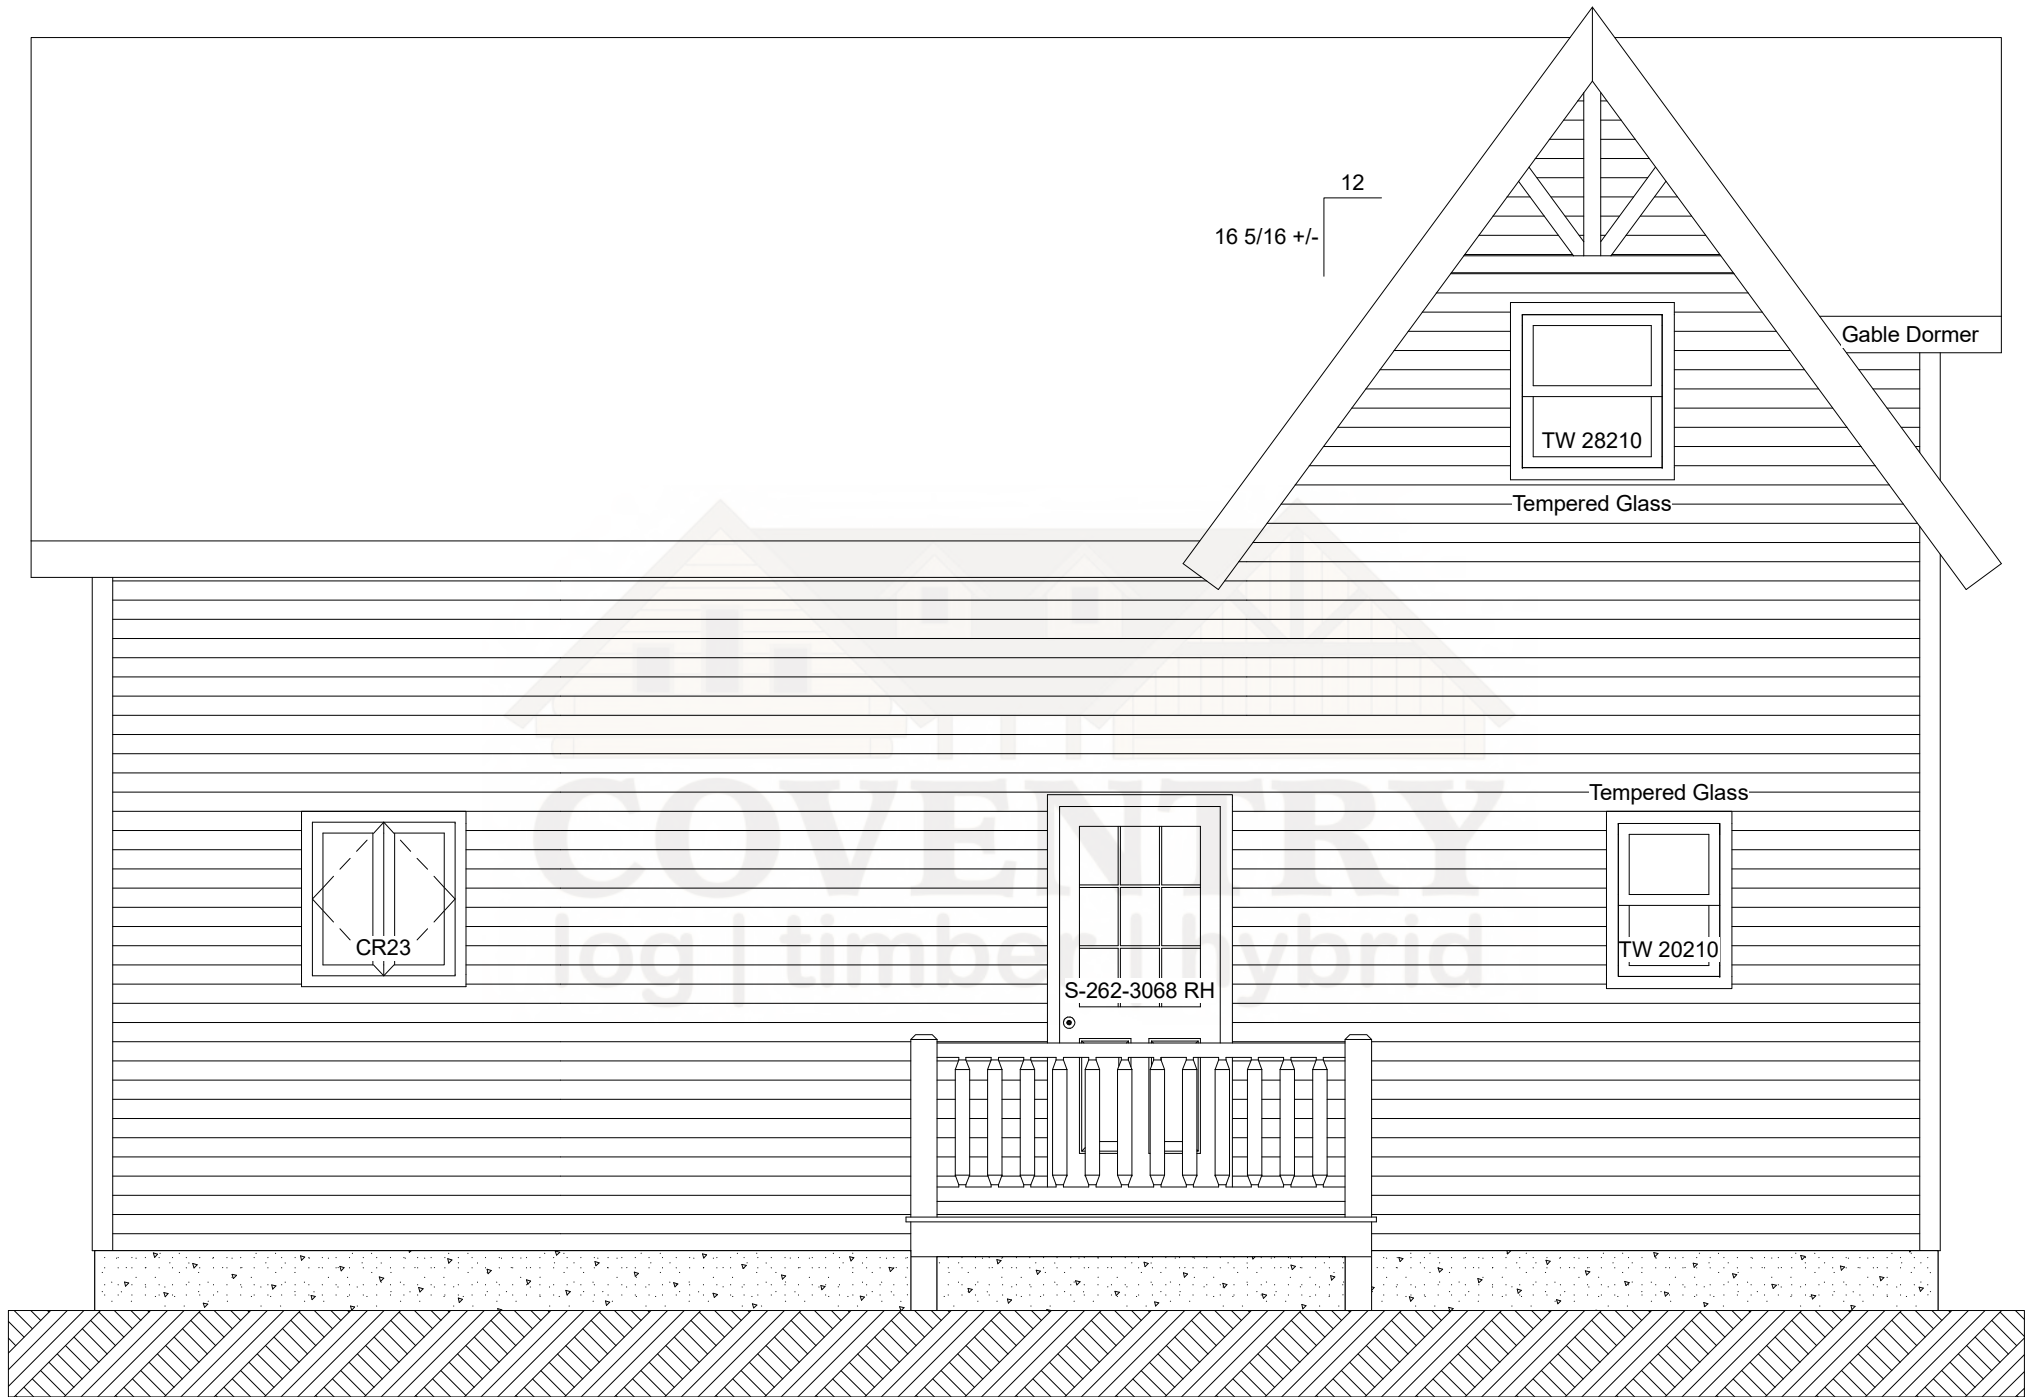 12
16 5/16 +/-
Gable Dormer
TW 28210
Tempered Glass
COVENTRY
log | timber | hybrid
Tempered Glass
CR23
TW 20210
S-262-3068 RH